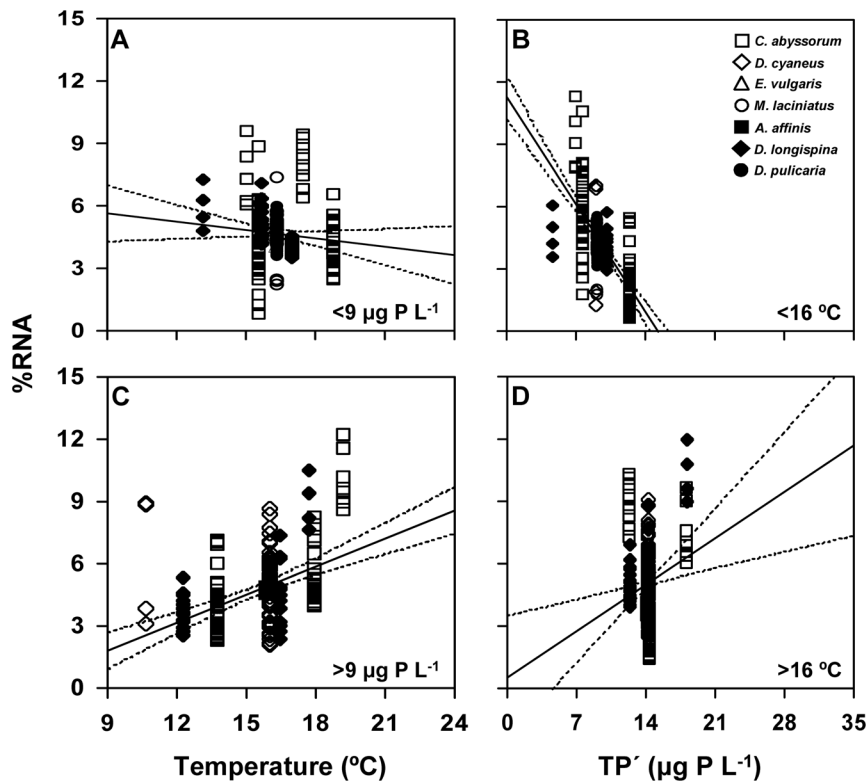 A
15
12
9
6
3
0
<9 µg P L-1
B
C. abyssorum
D. cyaneus
E. vulgaris
M. laciniatus
A. affinis
D. longispina
D. pulicaria
<16 ºC
%RNA
C
15
12
9
6
3
0
>9 µg P L-1
9 12 15 18 21 24
Temperature (ºC)
D
>16 ºC
0 7 14 21 28 35
TP´ (µg P L-1)